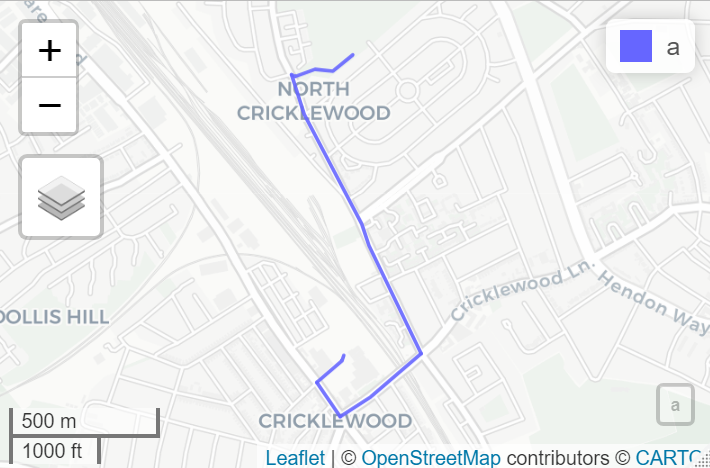 +
a
−
NORTH
CRICKLEWOOD
Cricklewood Ln.
Hendon Way
DOLLIS HILL
a
CRICKLEWOOD
500 m
1000 ft
Leaflet | © OpenStreetMap contributors © CARTO